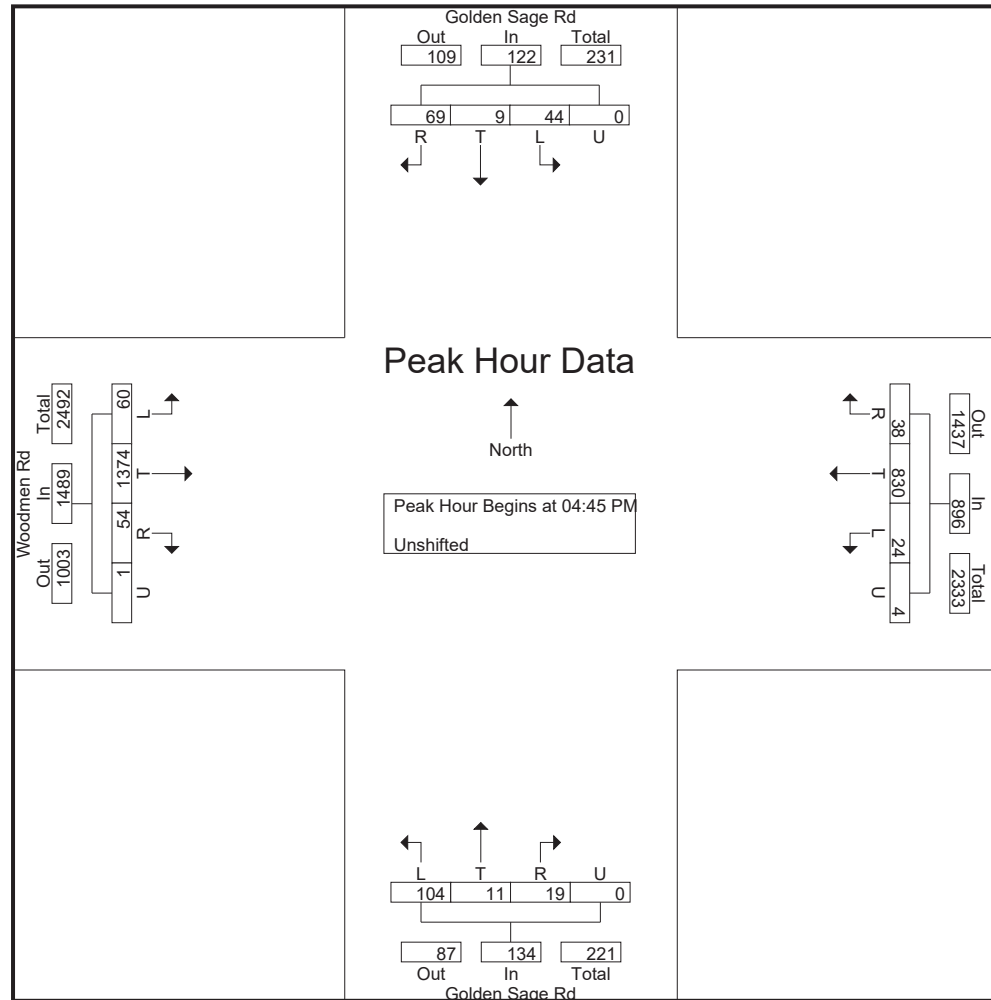 Golden Sage Rd
Out In Total
109 122 231
69 9 44 0
R T L U
Peak Hour Data
North
Peak Hour Begins at 04:45 PM
Unshifted
Woodmen Rd
Out In Total
1003 1489 2492
60 1374 54 1
L T R U
Out In Total
1437 896 2333
38 830 24 4
R T L U
L T R U
104 11 19 0
87 134 221
Out In Total
Golden Sage Rd